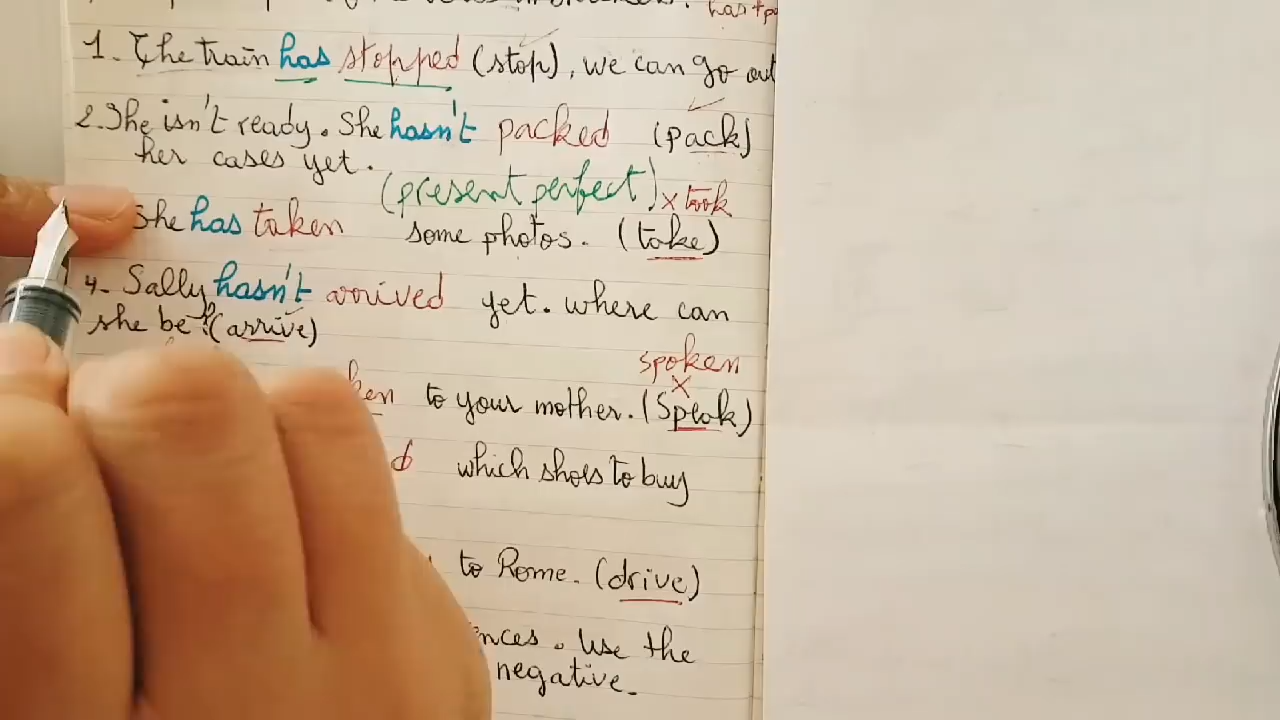 has + p
1. The train has stopped (stop), we can go out
2. She isn't ready. She hasn't packed (pack)
her cases yet.
(present perfect) x took
She has taken some photos. (take)
4. Sally hasn't arrived yet. where can
she be? (arrive)
spoken
x
ken to your mother. (Speak)
d which shoes to buy
to Rome. (drive)
ences. Use the
negative.